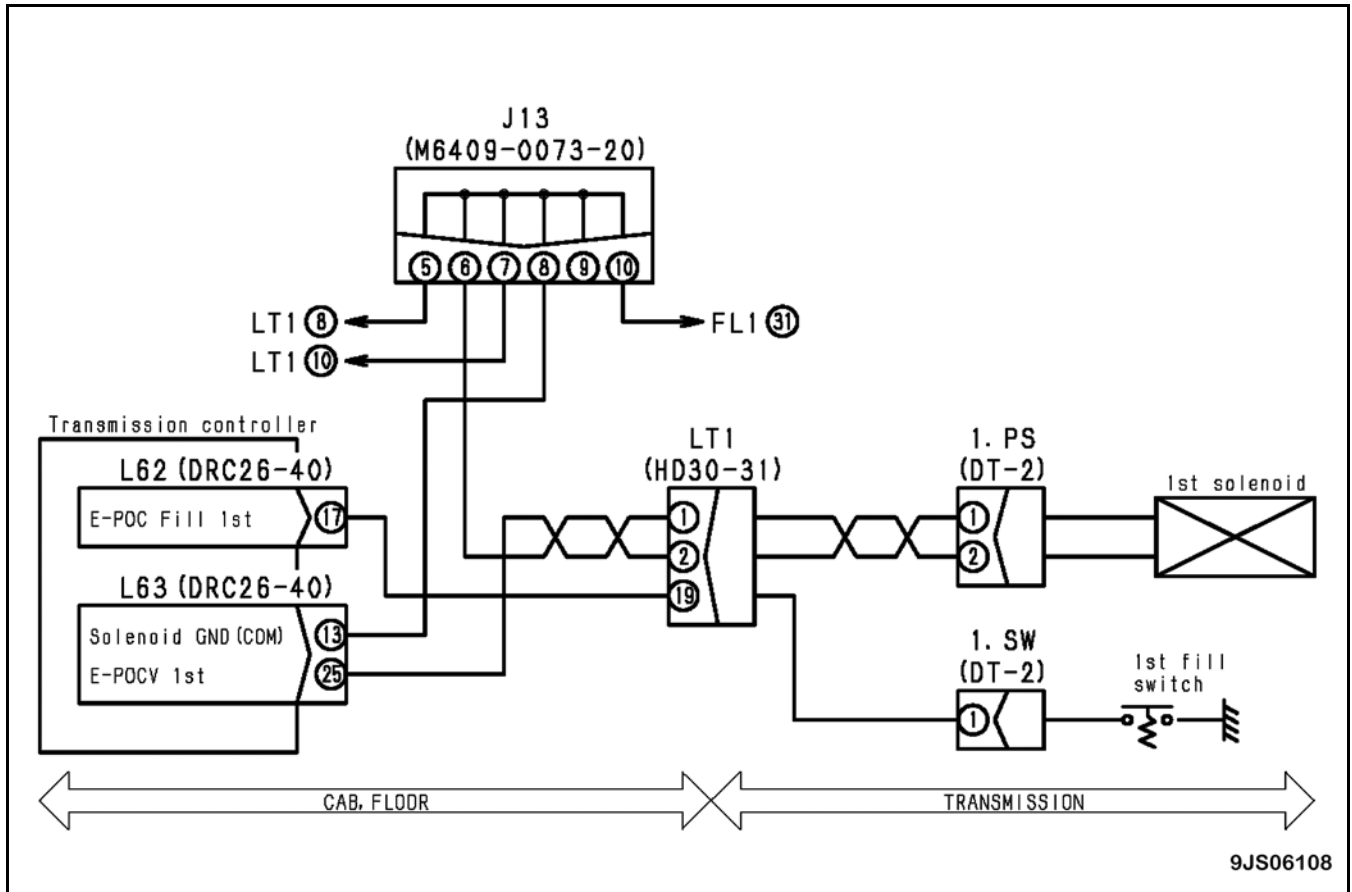 J13
(M6409-0073-20)
5 6 7 8 9 10
LT1 8
FL1 31
LT1 10
Transmission controller
L62 (DRC26-40)
E-POC Fill 1st 17
L63 (DRC26-40)
Solenoid GND (COM) 13
E-POCV 1st 25
LT1
(HD30-31)
1
2
19
1. PS
(DT-2)
1
2
1st solenoid
1. SW
(DT-2)
1
1st fill
switch
CAB, FLOOR
TRANSMISSION
9JS06108